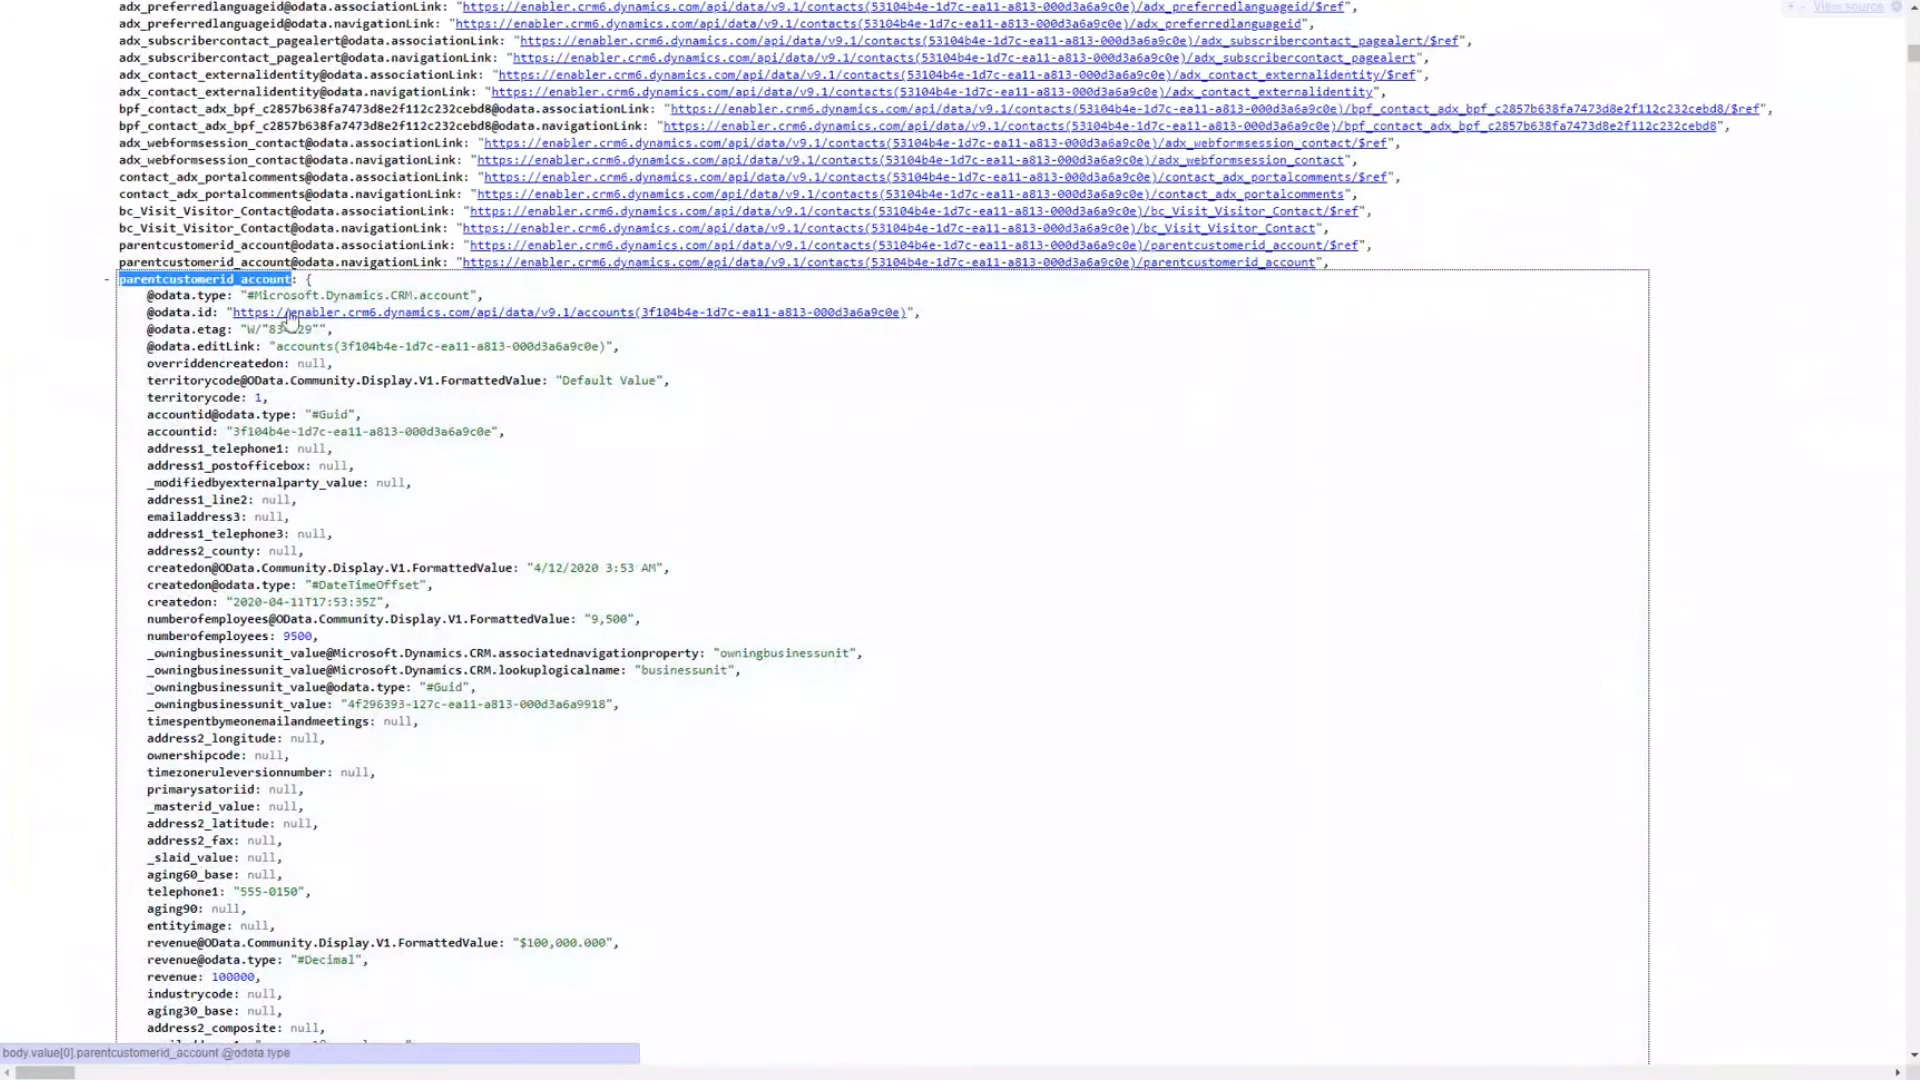 adx_preferredlanguageid@odata.associationLink: "https://enabler.crm6.dynamics.com/api/data/v9.1/contacts(53104b4e-1d7c-ea11-a813-000d3a6a9c0e)/adx_preferredlanguageid/$ref",
+ - View source
adx_preferredlanguageid@odata.navigationLink: "https://enabler.crm6.dynamics.com/api/data/v9.1/contacts(53104b4e-1d7c-ea11-a813-000d3a6a9c0e)/adx_preferredlanguageid",
adx_subscribercontact_pagealert@odata.associationLink: "https://enabler.crm6.dynamics.com/api/data/v9.1/contacts(53104b4e-1d7c-ea11-a813-000d3a6a9c0e)/adx_subscribercontact_pagealert/$ref",
adx_subscribercontact_pagealert@odata.navigationLink: "https://enabler.crm6.dynamics.com/api/data/v9.1/contacts(53104b4e-1d7c-ea11-a813-000d3a6a9c0e)/adx_subscribercontact_pagealert",
adx_contact_externalidentity@odata.associationLink: "https://enabler.crm6.dynamics.com/api/data/v9.1/contacts(53104b4e-1d7c-ea11-a813-000d3a6a9c0e)/adx_contact_externalidentity/$ref",
adx_contact_externalidentity@odata.navigationLink: "https://enabler.crm6.dynamics.com/api/data/v9.1/contacts(53104b4e-1d7c-ea11-a813-000d3a6a9c0e)/adx_contact_externalidentity",
bpf_contact_adx_bpf_c2857b638fa7473d8e2f112c232cebd8@odata.associationLink: "https://enabler.crm6.dynamics.com/api/data/v9.1/contacts(53104b4e-1d7c-ea11-a813-000d3a6a9c0e)/bpf_contact_adx_bpf_c2857b638fa7473d8e2f112c232cebd8/$ref",
bpf_contact_adx_bpf_c2857b638fa7473d8e2f112c232cebd8@odata.navigationLink: "https://enabler.crm6.dynamics.com/api/data/v9.1/contacts(53104b4e-1d7c-ea11-a813-000d3a6a9c0e)/bpf_contact_adx_bpf_c2857b638fa7473d8e2f112c232cebd8",
adx_webformsession_contact@odata.associationLink: "https://enabler.crm6.dynamics.com/api/data/v9.1/contacts(53104b4e-1d7c-ea11-a813-000d3a6a9c0e)/adx_webformsession_contact/$ref",
adx_webformsession_contact@odata.navigationLink: "https://enabler.crm6.dynamics.com/api/data/v9.1/contacts(53104b4e-1d7c-ea11-a813-000d3a6a9c0e)/adx_webformsession_contact",
contact_adx_portalcomments@odata.associationLink: "https://enabler.crm6.dynamics.com/api/data/v9.1/contacts(53104b4e-1d7c-ea11-a813-000d3a6a9c0e)/contact_adx_portalcomments/$ref",
contact_adx_portalcomments@odata.navigationLink: "https://enabler.crm6.dynamics.com/api/data/v9.1/contacts(53104b4e-1d7c-ea11-a813-000d3a6a9c0e)/contact_adx_portalcomments",
bc_Visit_Visitor_Contact@odata.associationLink: "https://enabler.crm6.dynamics.com/api/data/v9.1/contacts(53104b4e-1d7c-ea11-a813-000d3a6a9c0e)/bc_Visit_Visitor_Contact/$ref",
bc_Visit_Visitor_Contact@odata.navigationLink: "https://enabler.crm6.dynamics.com/api/data/v9.1/contacts(53104b4e-1d7c-ea11-a813-000d3a6a9c0e)/bc_Visit_Visitor_Contact",
parentcustomerid_account@odata.associationLink: "https://enabler.crm6.dynamics.com/api/data/v9.1/contacts(53104b4e-1d7c-ea11-a813-000d3a6a9c0e)/parentcustomerid_account/$ref",
parentcustomerid_account@odata.navigationLink: "https://enabler.crm6.dynamics.com/api/data/v9.1/contacts(53104b4e-1d7c-ea11-a813-000d3a6a9c0e)/parentcustomerid_account",
- parentcustomerid_account: {
@odata.type: "#Microsoft.Dynamics.CRM.account",
@odata.id: "https://enabler.crm6.dynamics.com/api/data/v9.1/accounts(3f104b4e-1d7c-ea11-a813-000d3a6a9c0e)",
@odata.etag:
@odata.editLink: "accounts(3f104b4e-1d7c-ea11-a813-000d3a6a9c0e)",
overriddencreatedon: null,
territorycode@OData.Community.Display.V1.FormattedValue: "Default Value",
territorycode: 1,
accountid@odata.type: "#Guid",
accountid: "3f104b4e-1d7c-ea11-a813-000d3a6a9c0e",
address1_telephone1: null,
address1_postofficebox: null,
_modifiedbyexternalparty_value: null,
address1_line2: null,
emailaddress3: null,
address1_telephone3: null,
address2_county: null,
createdon@OData.Community.Display.V1.FormattedValue: "4/12/2020 3:53 AM",
createdon@odata.type: "#DateTimeOffset",
createdon: "2020-04-11T17:53:35Z",
numberofemployees@OData.Community.Display.V1.FormattedValue: "9,500",
numberofemployees: 9500,
_owningbusinessunit_value@Microsoft.Dynamics.CRM.associatednavigationproperty: "owningbusinessunit",
_owningbusinessunit_value@Microsoft.Dynamics.CRM.lookuplogicalname: "businessunit",
_owningbusinessunit_value@odata.type: "#Guid",
_owningbusinessunit_value: "4f296393-127c-ea11-a813-000d3a6a9918",
timespentbymeonemailandmeetings: null,
address2_longitude: null,
ownershipcode: null,
timezoneruleversionnumber: null,
primarysatoriid: null,
_masterid_value: null,
address2_latitude: null,
address2_fax: null,
_slaid_value: null,
aging60_base: null,
telephone1: "555-0150",
aging90: null,
entityimage: null,
revenue@OData.Community.Display.V1.FormattedValue: "$100,000.000",
revenue@odata.type: "#Decimal",
revenue: 100000,
industrycode: null,
aging30_base: null,
address2_composite: null,
body.value[0].parentcustomerid_account.@odata.type